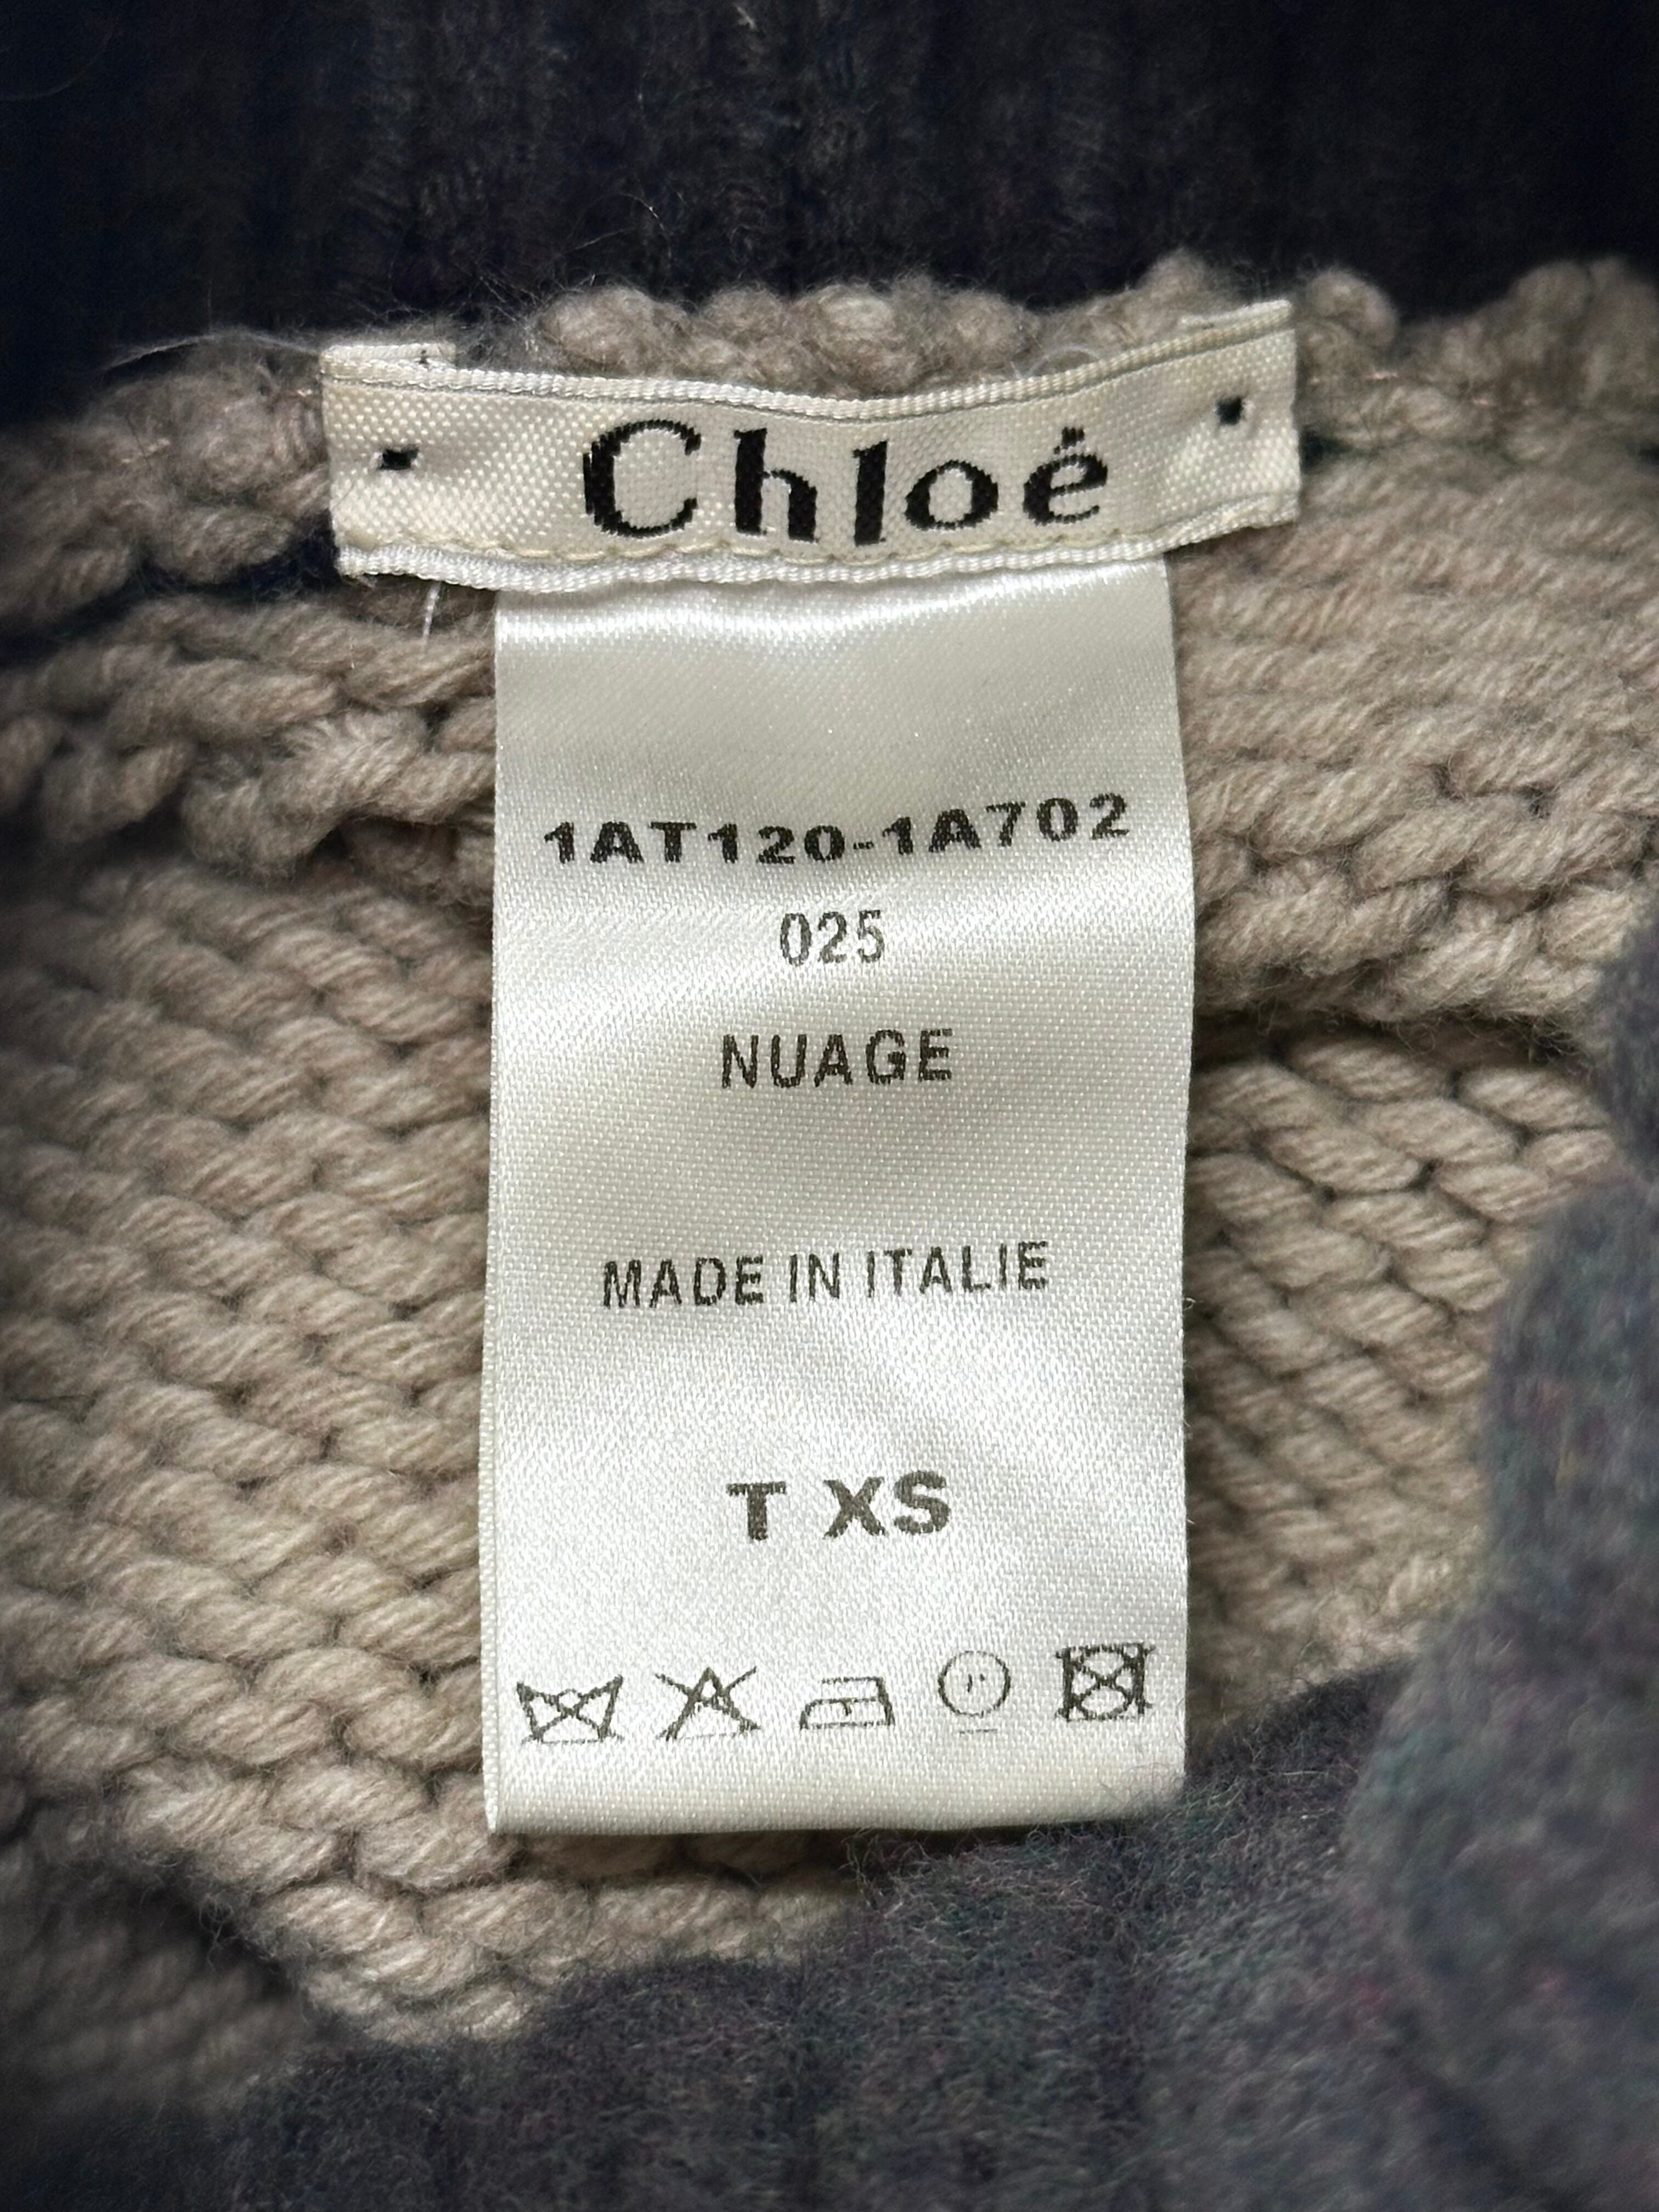 Chloé
1AT120-1A702
025
NUAGE
MADE IN ITALIE
T XS